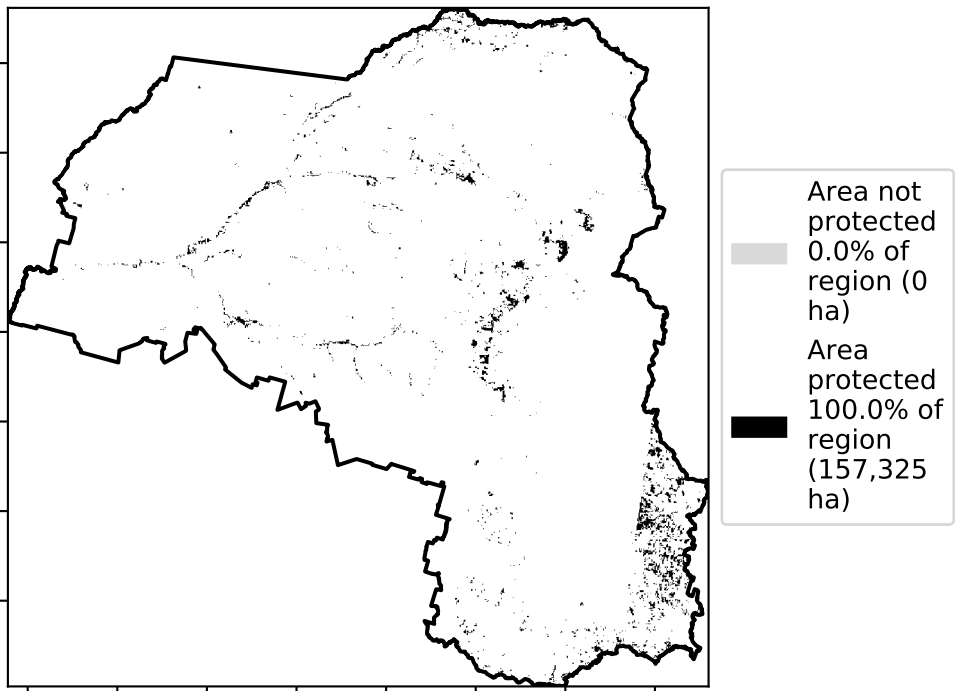 Area not
protected
0.0% of
region (0
ha)
Area
protected
100.0% of
region
(157,325
ha)